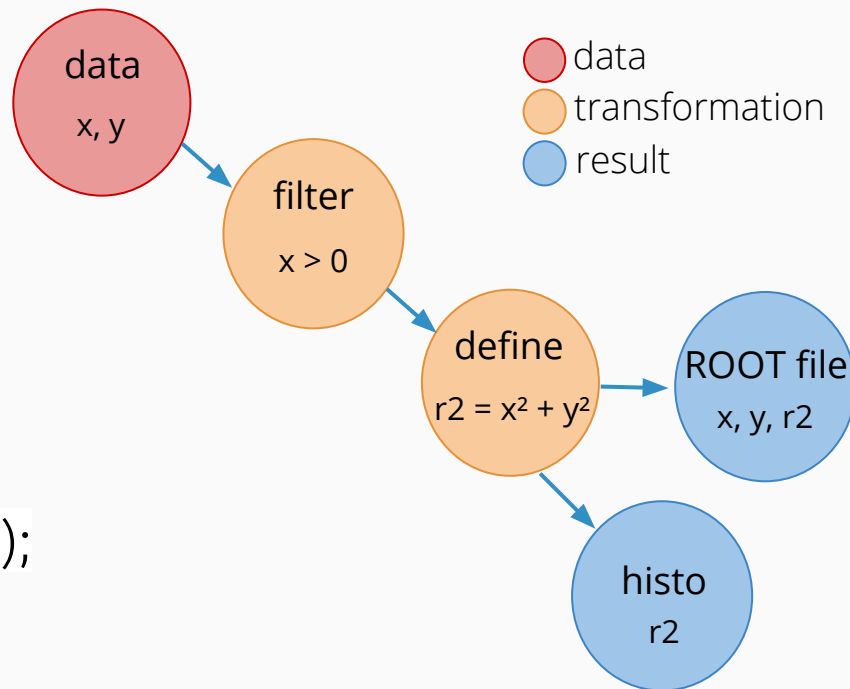 data
x, y
data
transformation
result
filter
x > 0
define
r2 = x² + y²
ROOT file
x, y, r2
);
histo
r2